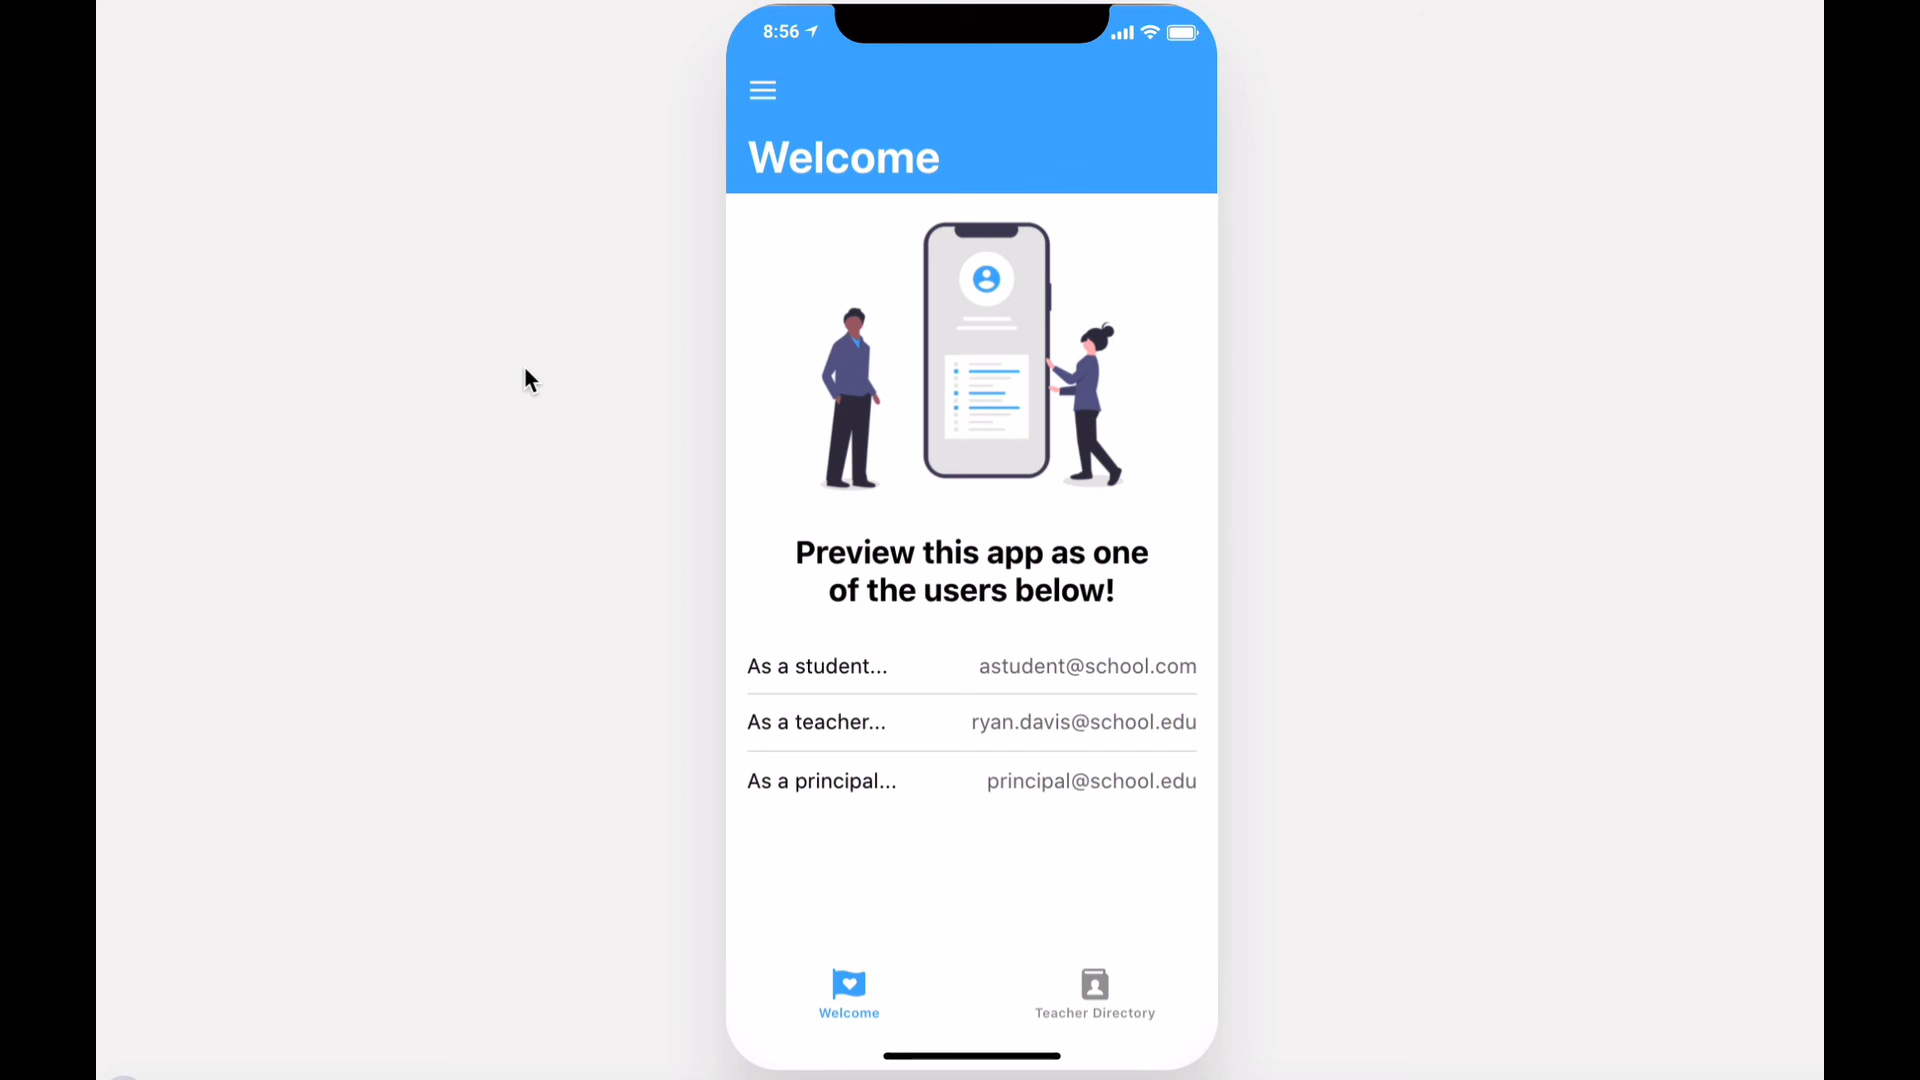 8:56
Welcome
Preview this app as one
of the users below!
As a student... astudent@school.com
As a teacher... ryan.davis@school.edu
As a principal... principal@school.edu
Welcome Teacher Directory